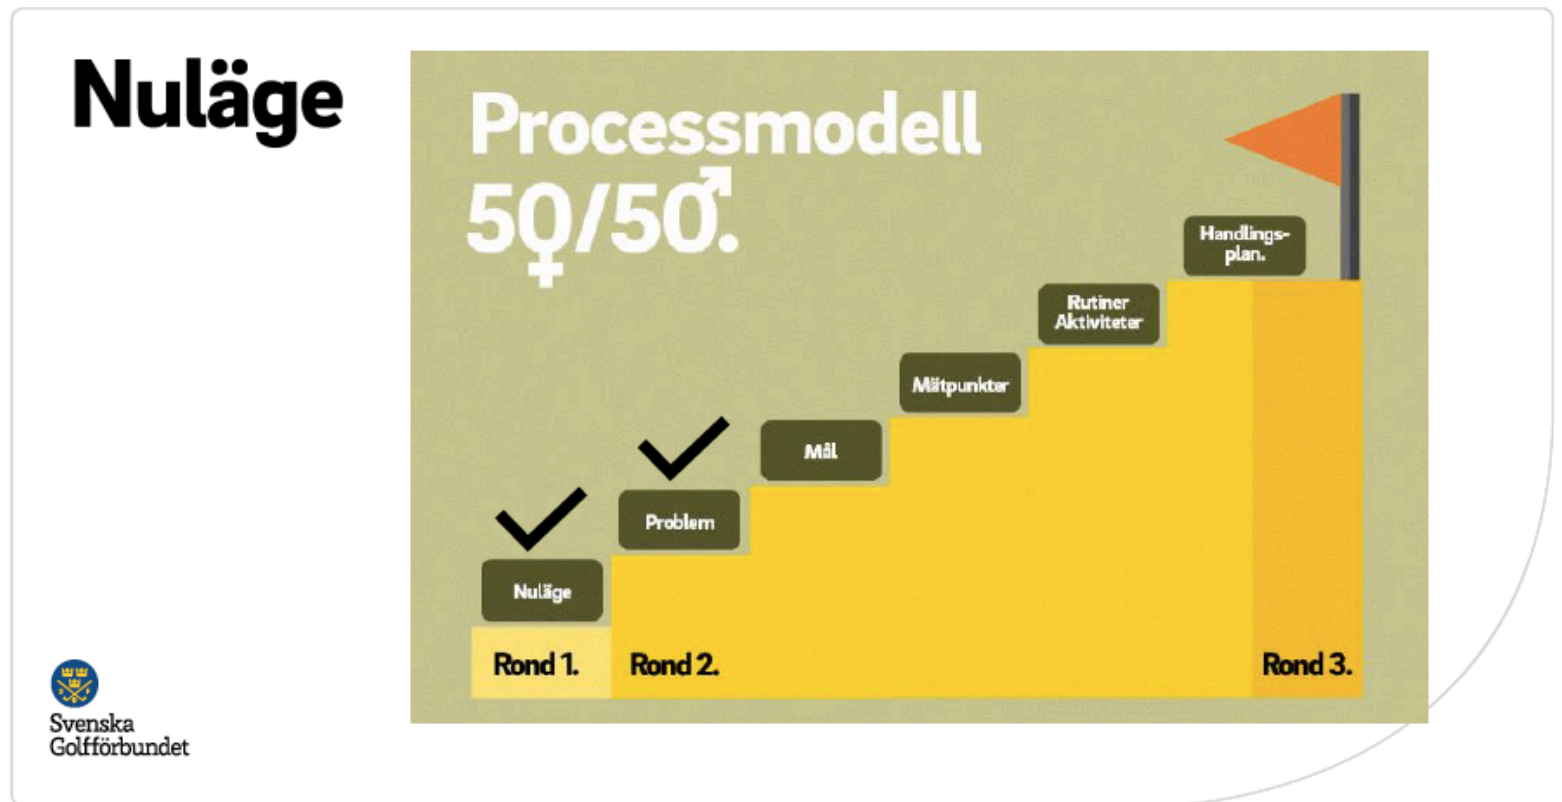 Nuläge
Processmodell
50/50.
Handlings-
plan.
Rutiner
Aktiviteter
Mätpunkter
Mål
Problem
Nuläge
Rond 1.
Rond 2.
Rond 3.
Svenska
Golfförbundet